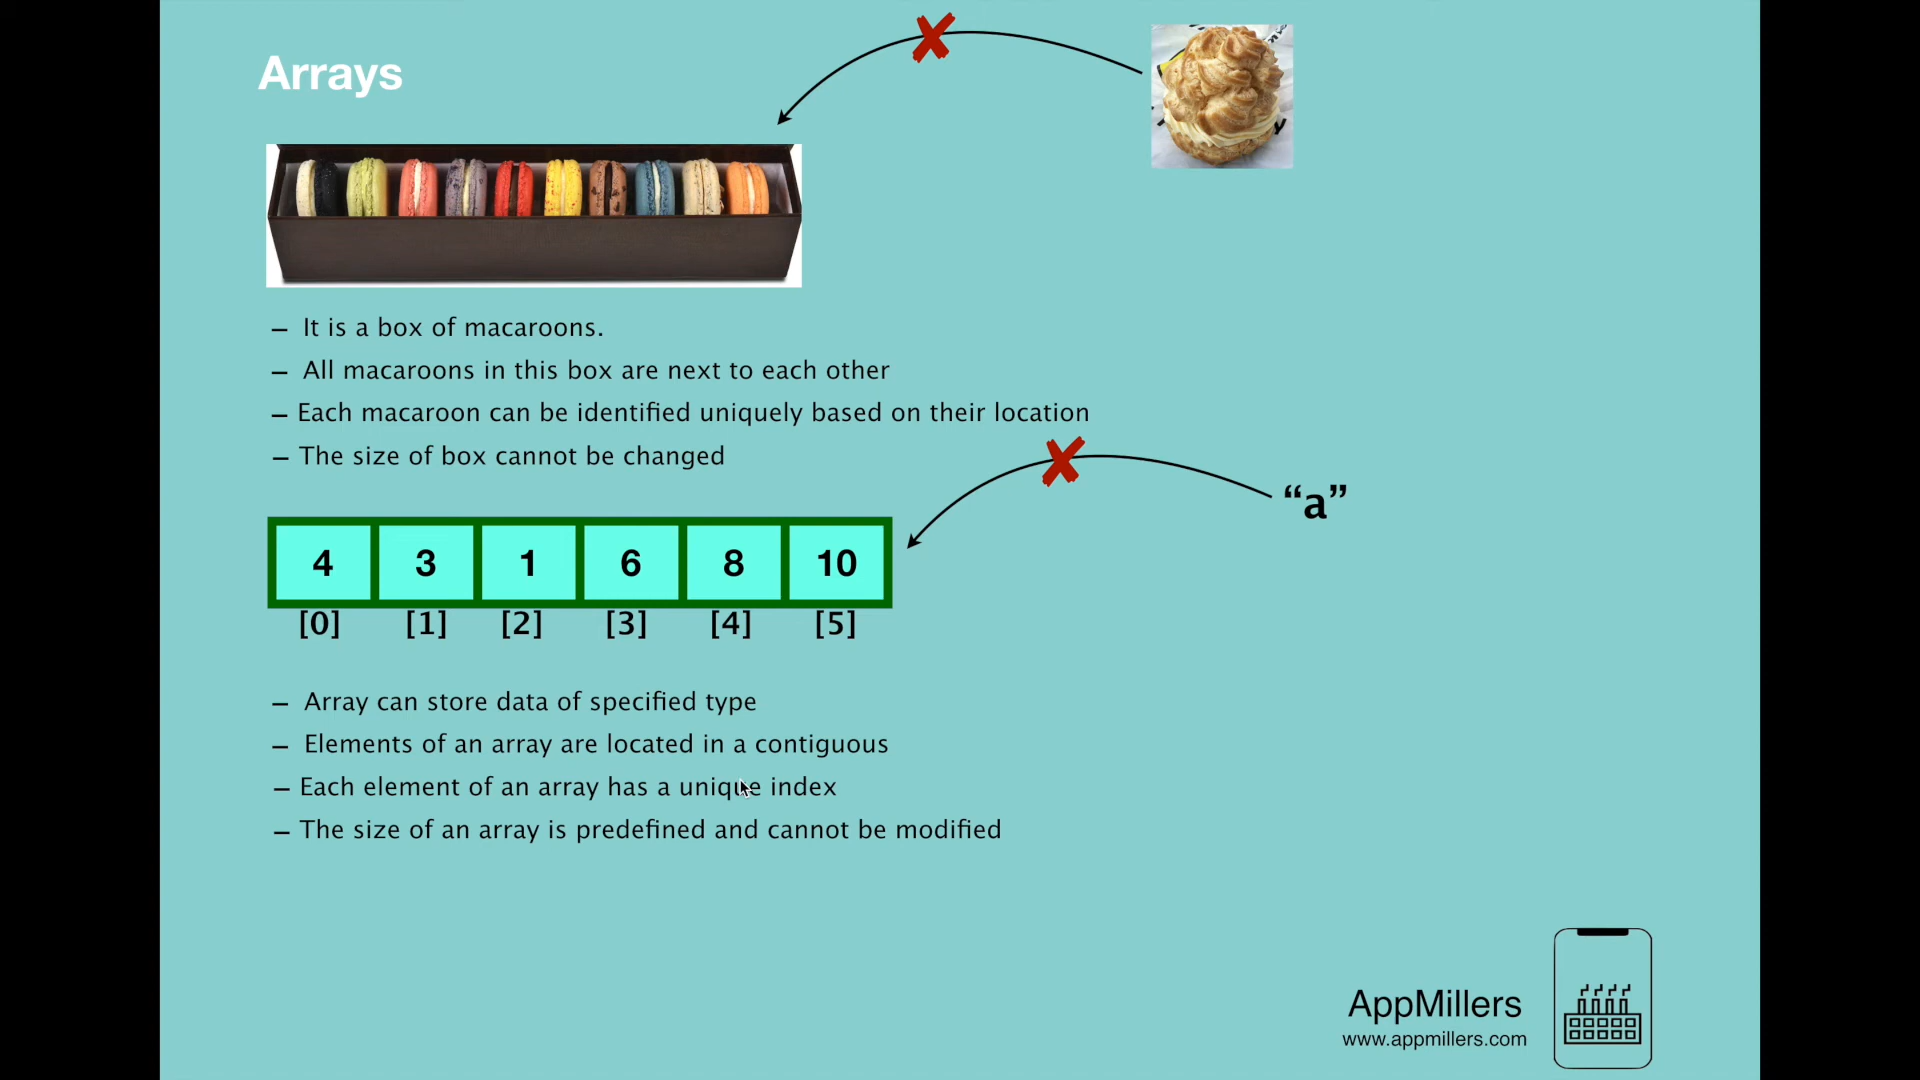 Arrays
– It is a box of macaroons.
– All macaroons in this box are next to each other
– Each macaroon can be identified uniquely based on their location
– The size of box cannot be changed
“a”
4 3 1 6 8 10
[0] [1] [2] [3] [4] [5]
– Array can store data of specified type
– Elements of an array are located in a contiguous
– Each element of an array has a unique index
– The size of an array is predefined and cannot be modified
AppMillers
www.appmillers.com